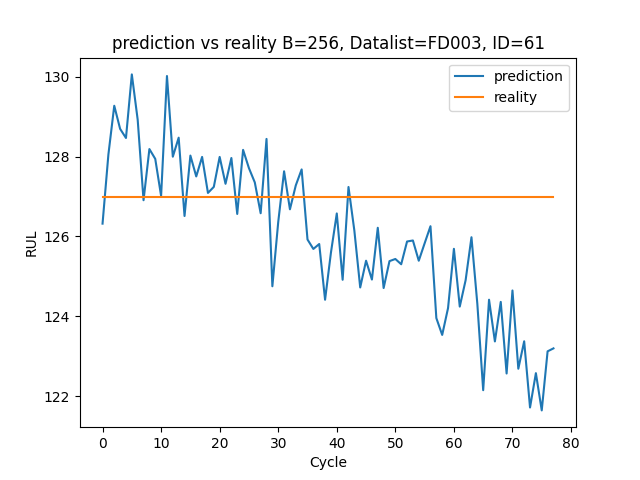 prediction vs reality B=256, Datalist=FD003, ID=61
prediction
reality
130
128
126
124
122
RUL
0 10 20 30 40 50 60 70 80
Cycle